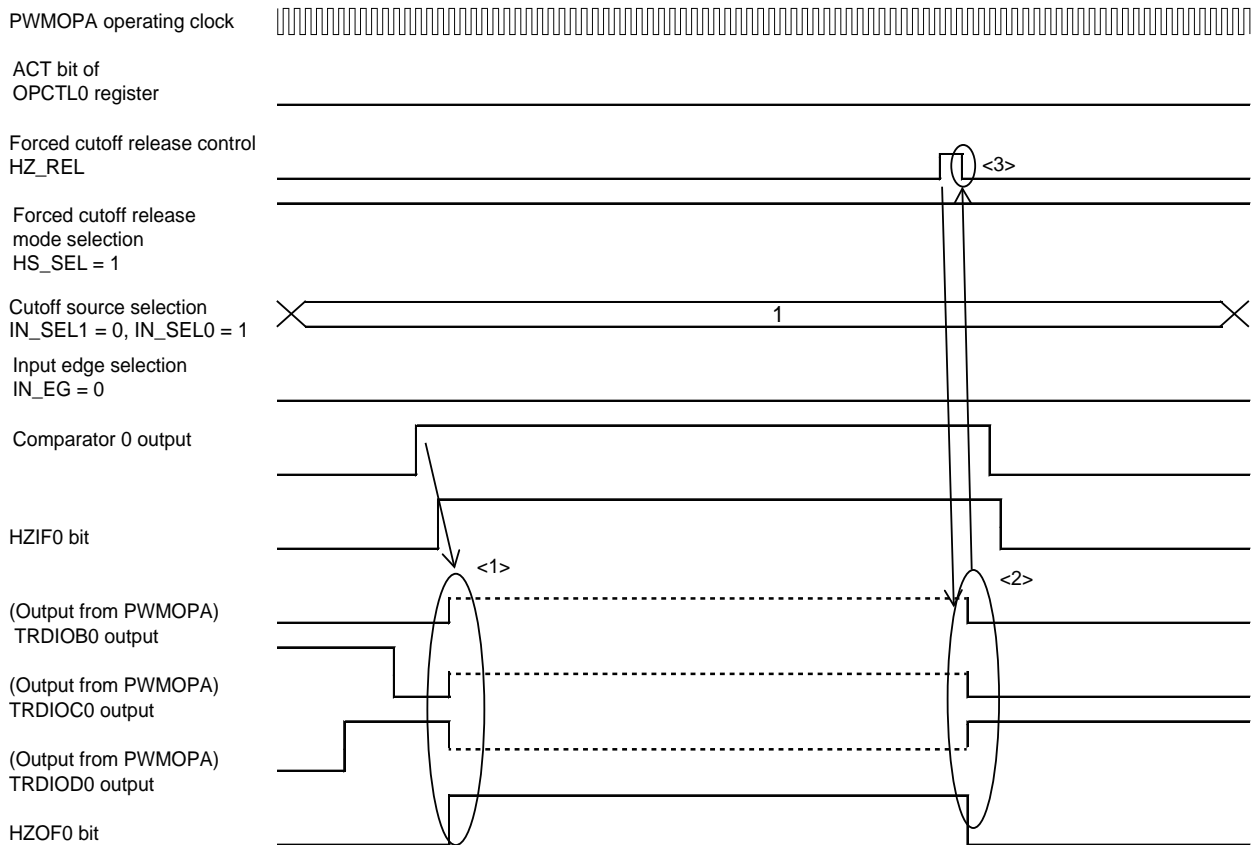 PWMOPA operating clock
ACT bit of
OPCTL0 register
Forced cutoff release control
HZ_REL
<3>
Forced cutoff release
mode selection
HS_SEL = 1
Cutoff source selection
IN_SEL1 = 0, IN_SEL0 = 1
1
Input edge selection
IN_EG = 0
Comparator 0 output
HZIF0 bit
<1>
<2>
(Output from PWMOPA)
TRDIOB0 output
(Output from PWMOPA)
TRDIOC0 output
(Output from PWMOPA)
TRDIOD0 output
HZOF0 bit